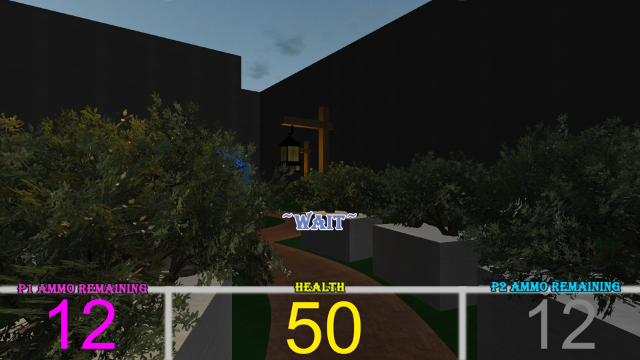 ~WAIT~
P1 AMMO REMAINING
HEALTH
P2 AMMO REMAINING
12
50
12